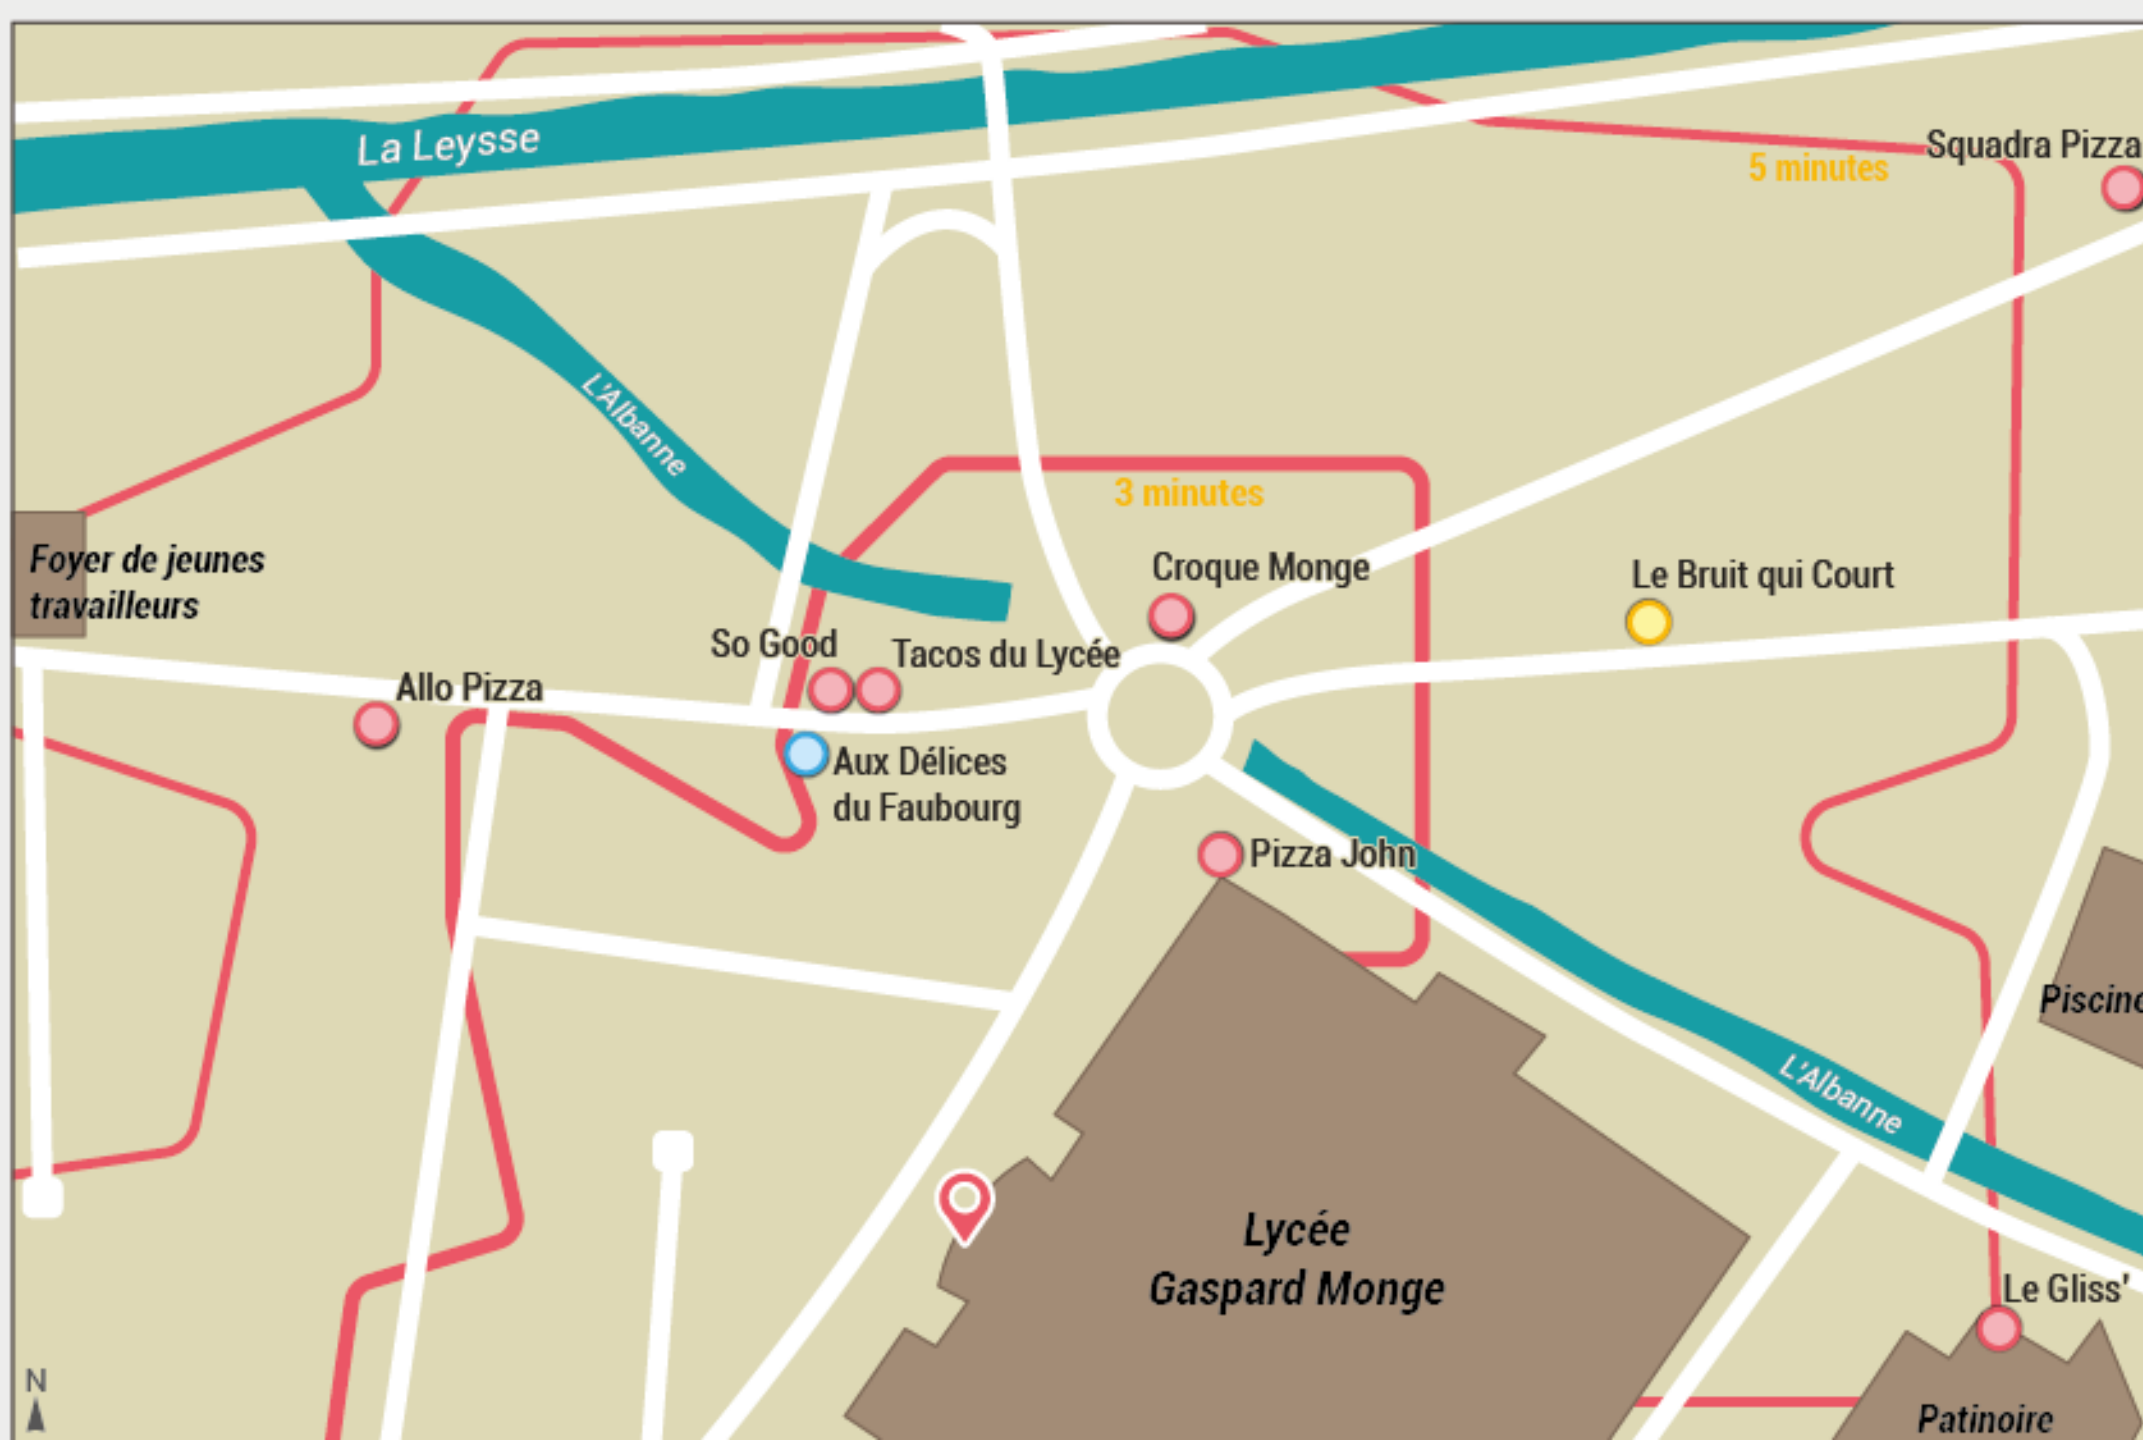 La Leysse
Squadra Pizza
5 minutes
L'Albanne
3 minutes
Foyer de jeunes
travailleurs
Croque Monge
Le Bruit qui Court
So Good
Tacos du Lycée
Allo Pizza
Aux Délices
du Faubourg
Pizza John
Piscine
L'Albanne
Lycée
Gaspard Monge
Le Gliss'
N
Patinoire